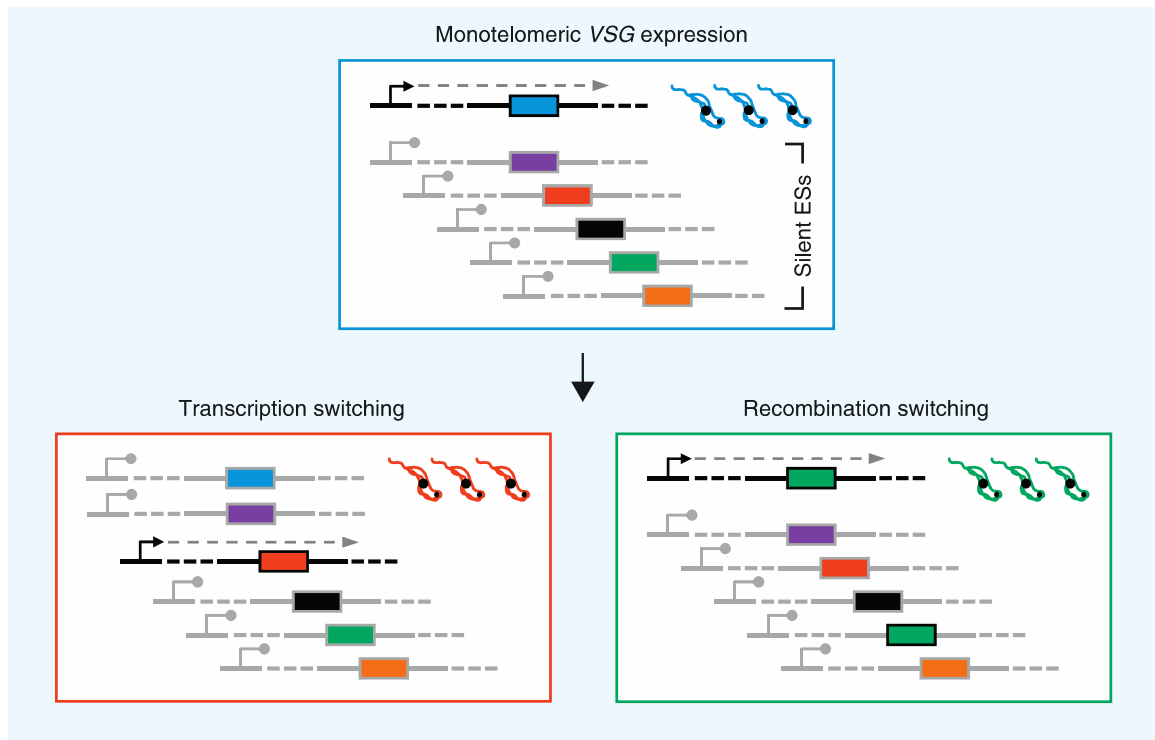 Monotelomeric VSG expression
Silent ESs
Transcription switching
Recombination switching